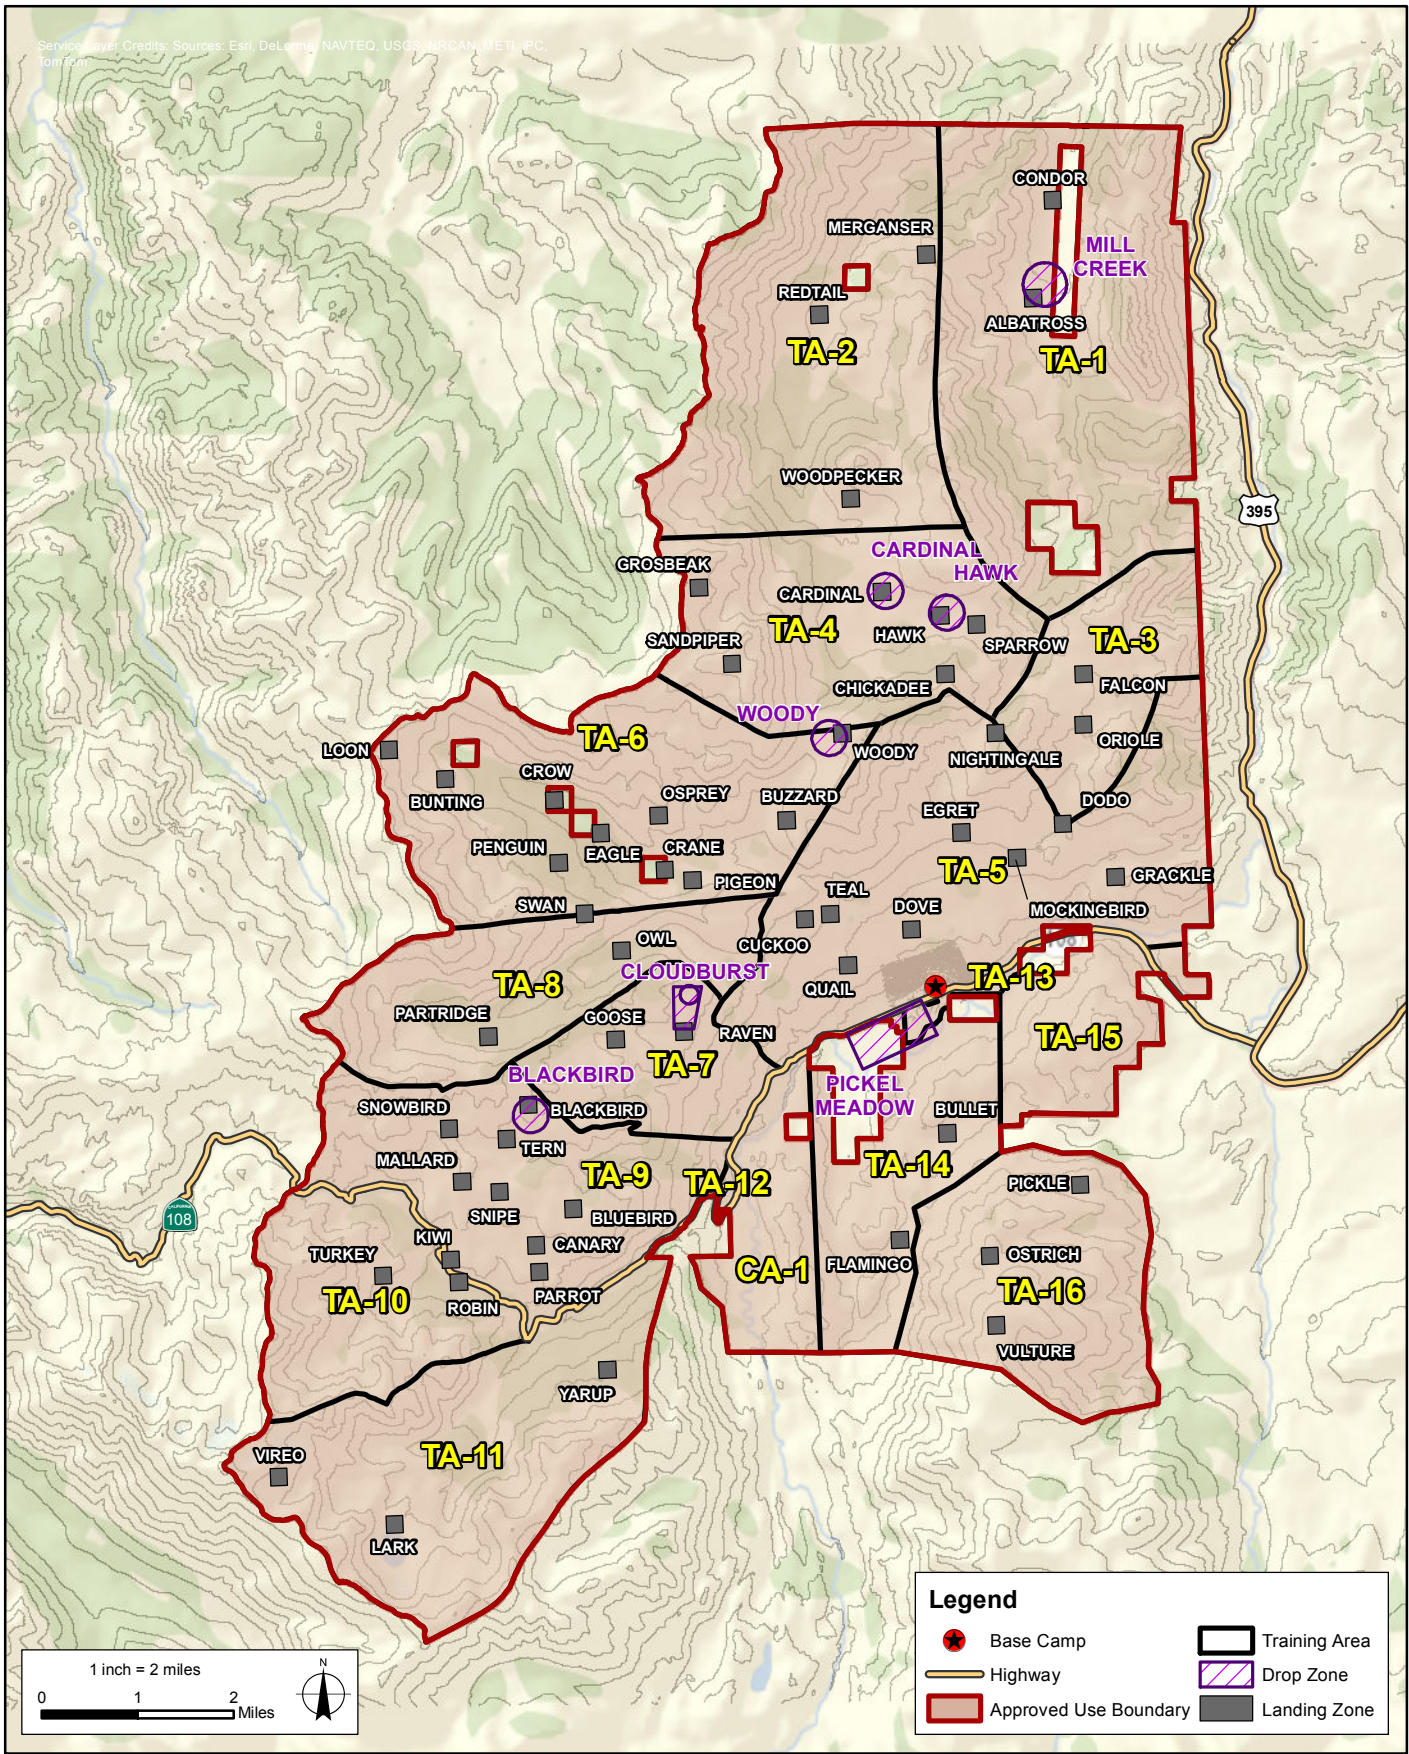 Service Layer Credits: Sources: Esri, DeLorme, NAVTEQ, USGS, NRCAN, METI, iPC,
TomTom
CONDOR
MERGANSER
MILL
CREEK
REDTAIL
ALBATROSS
TA-2
TA-1
WOODPECKER
395
CARDINAL
GROSBEAK
HAWK
CARDINAL
TA-4
HAWK
SANDPIPER
SPARROW
TA-3
CHICKADEE
FALCON
WOODY
TA-6
LOON
WOODY
NIGHTINGALE
ORIOLE
CROW
BUNTING
OSPREY
BUZZARD
EGRET
DODO
PENGUIN
EAGLE
CRANE
TA-5
PIGEON
GRACKLE
SWAN
TEAL
DOVE
MOCKINGBIRD
OWL
CUCKOO
108
CLOUDBURST
TA-8
TA-13
QUAIL
PARTRIDGE
GOOSE
RAVEN
TA-15
TA-7
BLACKBIRD
PICKEL
MEADOW
SNOWBIRD
BLACKBIRD
BULLET
TERN
MALLARD
TA-9
TA-12
TA-14
PICKLE
CALIFORNIA
108
SNIPE
BLUEBIRD
KIWI
CANARY
TURKEY
CA-1
FLAMINGO
OSTRICH
TA-10
ROBIN
PARROT
TA-16
VULTURE
YARUP
VIREO
TA-11
LARK
Legend
Base Camp
Training Area
Highway
Drop Zone
Approved Use Boundary
Landing Zone
1 inch = 2 miles
N
0 1 2
Miles